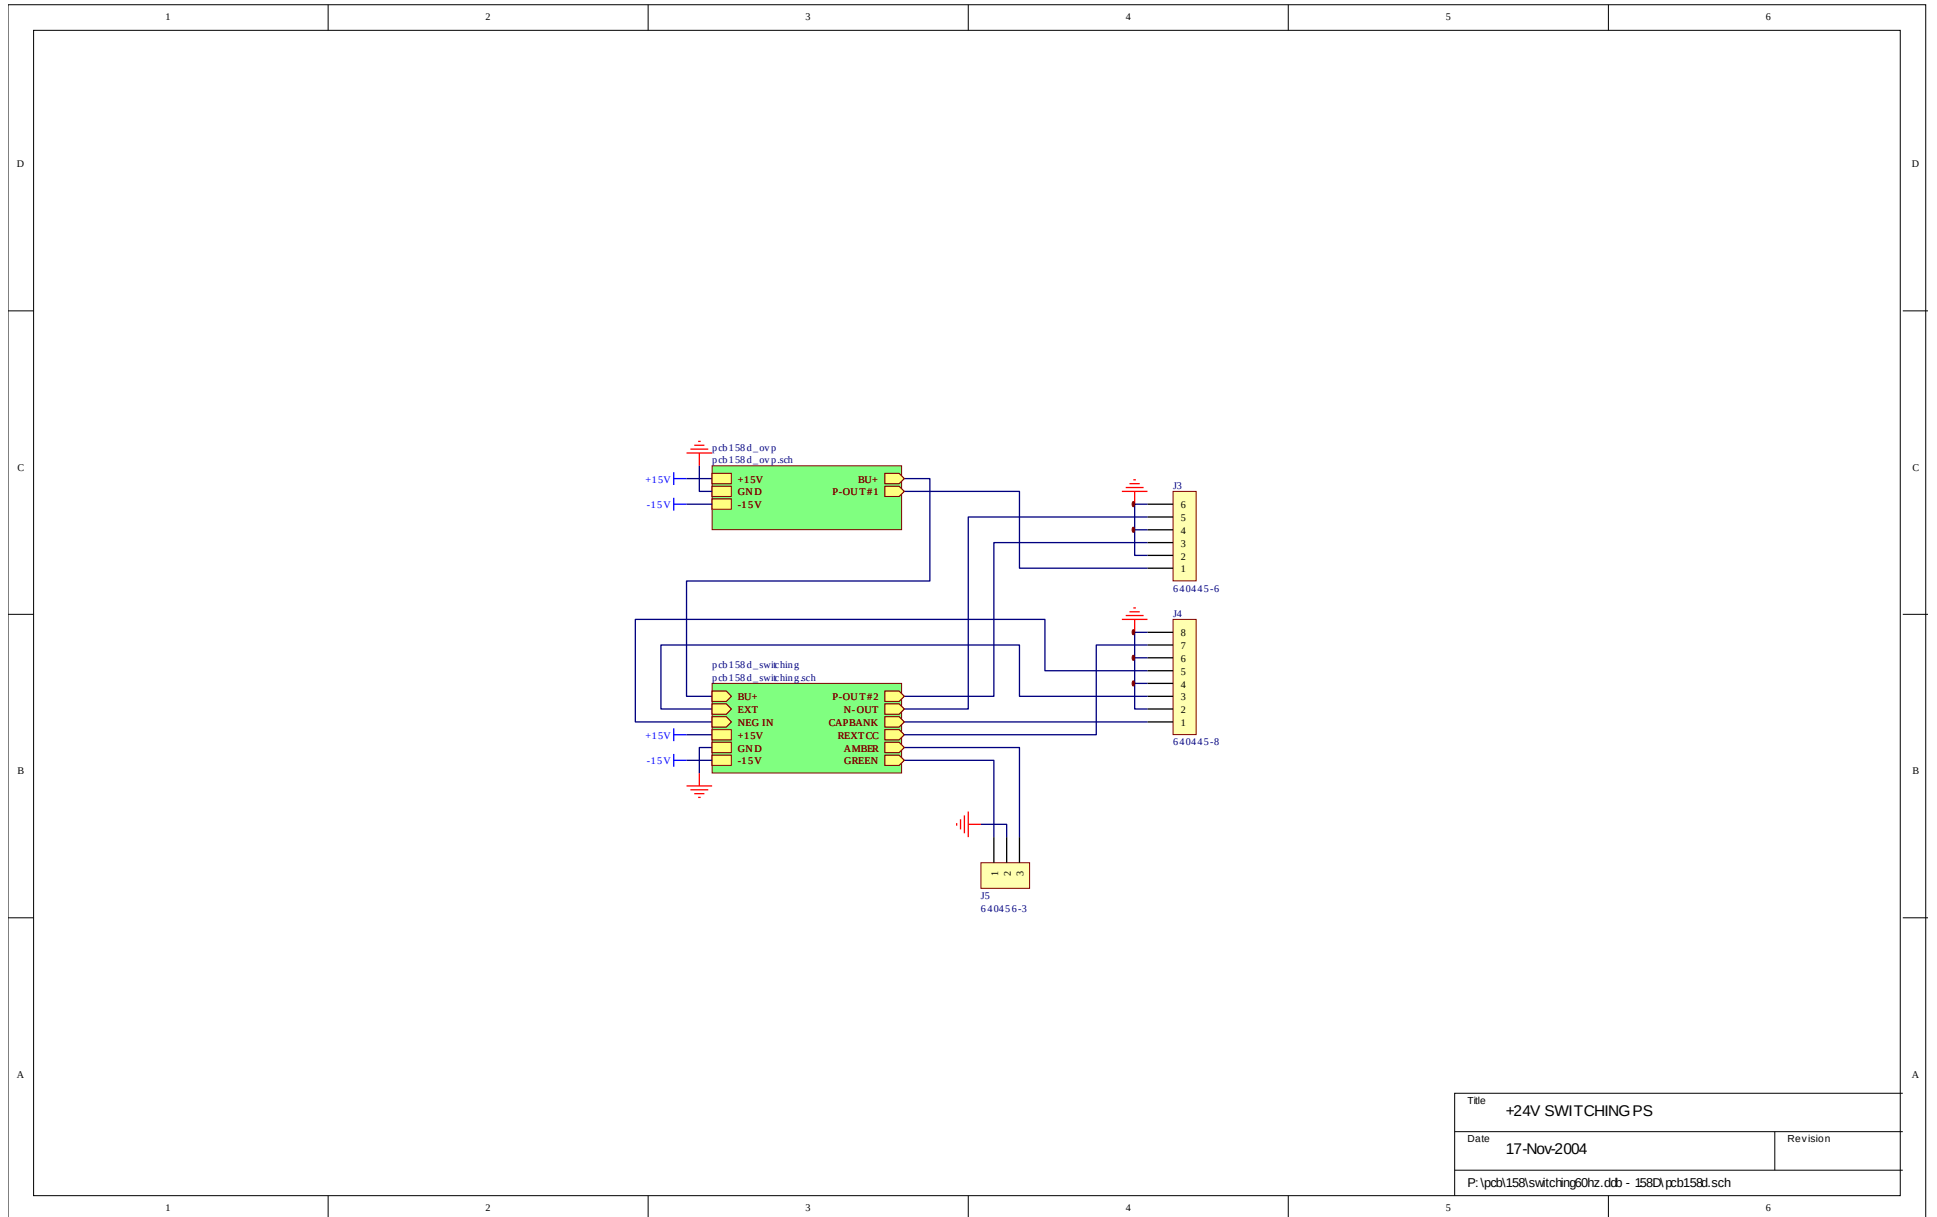 1 2 3 4 5 6
D D
C C
B B
A A
pcb158d_ovp
pcb158d_ovp.sch
+15V +15V BU+
GND P-OUT#1
-15V -15V
J3
6
5
4
3
2
1
640445-6
J4
8
7
6
5
4
3
2
1
640445-8
pcb158d_switching
pcb158d_switching.sch
BU+ P-OUT#2
EXT N-OUT
NEG IN CAPBANK
+15V +15V REXTCC
GND AMBER
-15V -15V GREEN
1 2 3
J5
640456-3
Title +24V SWITCHING PS
Date 17-Nov-2004 Revision
P:\pcb\158\switching60hz.ddb - 158D\pcb158d.sch
1 2 3 4 5 6